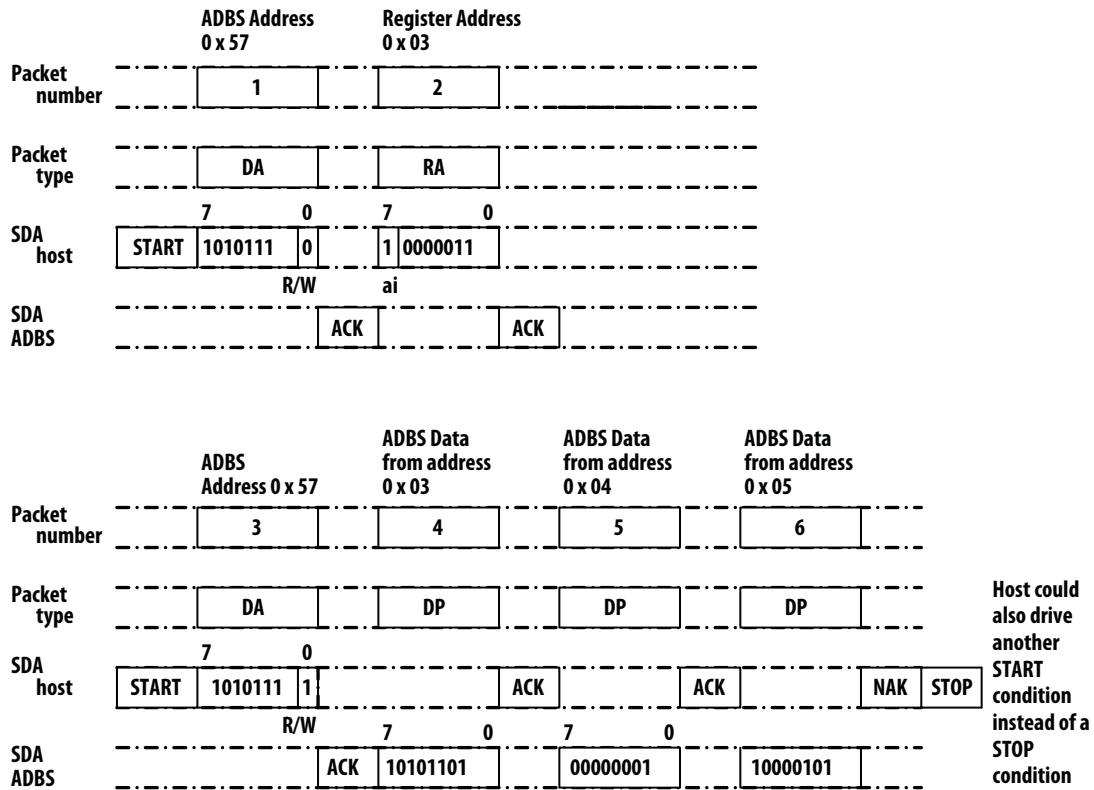 ADBS Address
0 x 57
Register Address
0 x 03
Packet
number
1
2
Packet
type
DA
RA
7 0 7 0
SDA
host
START 1010111 0 1 0000011
R/W ai
SDA
ADBS
ACK ACK
ADBS
Address 0 x 57
ADBS Data
from address
0 x 03
ADBS Data
from address
0 x 04
ADBS Data
from address
0 x 05
Packet
number
3 4 5 6
Packet
type
DA DP DP DP
7 0
SDA
host
START 1010111 1 ACK ACK NAK STOP
R/W
7 0 7 0
SDA
ADBS
ACK 10101101 00000001 10000101
Host could
also drive
another
START
condition
instead of a
STOP
condition